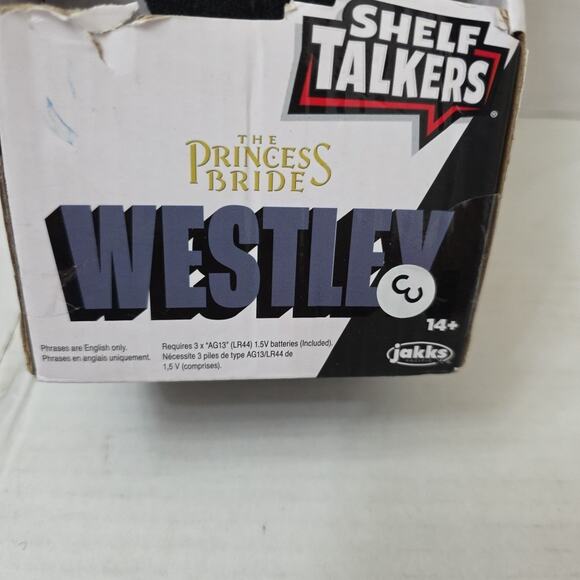 SHELF
TALKERS®
THE
PRINCESS
BRIDE
WESTLEY
3
14+
Phrases are English only.
Phrases en anglais uniquement.
Requires 3 x "AG13" (LR44) 1.5V batteries (Included).
Nécessite 3 piles de type AG13/LR44 de
1,5 V (comprises).
jakks